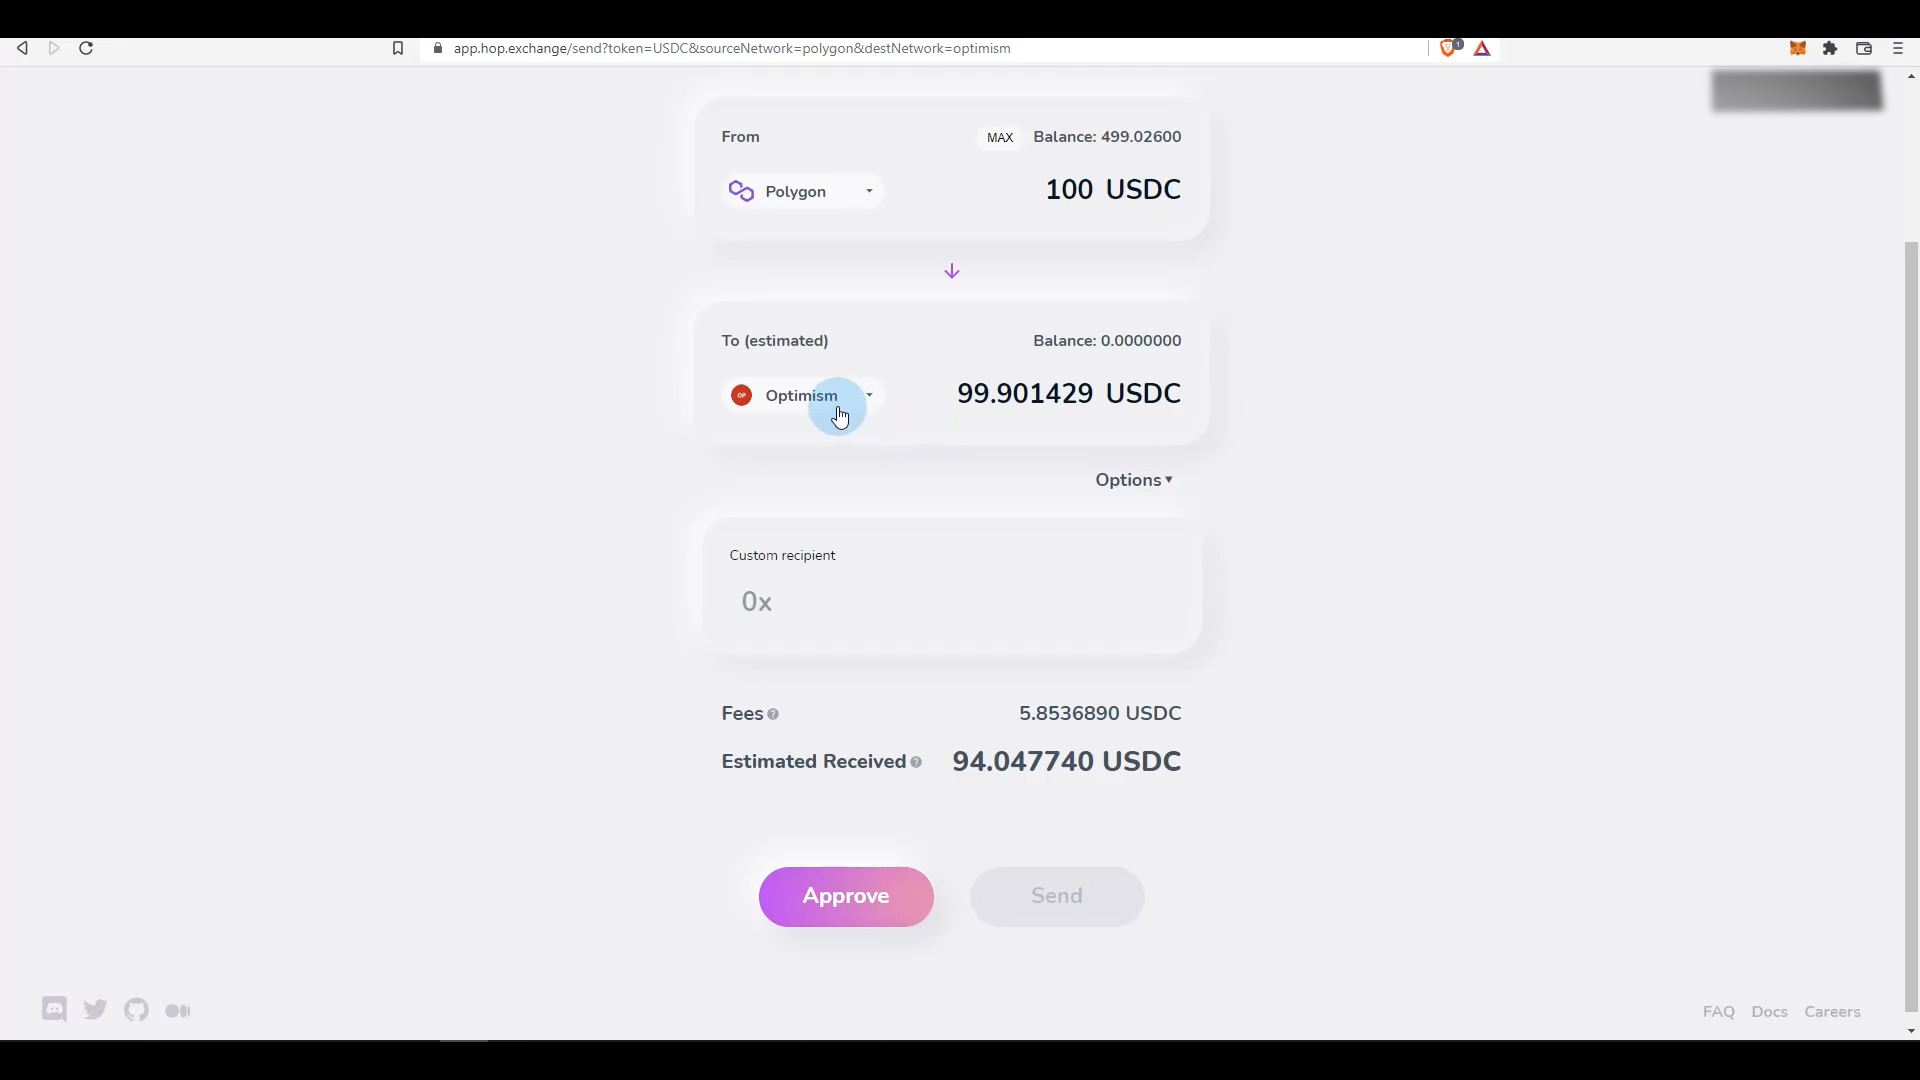 app.hop.exchange/send?token=USDC&sourceNetwork=polygon&destNetwork=optimism
1
From
MAX Balance: 499.02600
Polygon 100 USDC
To (estimated) Balance: 0.0000000
OP Optimism 99.901429 USDC
Options
Custom recipient
0x
Fees ? 5.8536890 USDC
Estimated Received ? 94.047740 USDC
Approve Send
FAQ Docs Careers